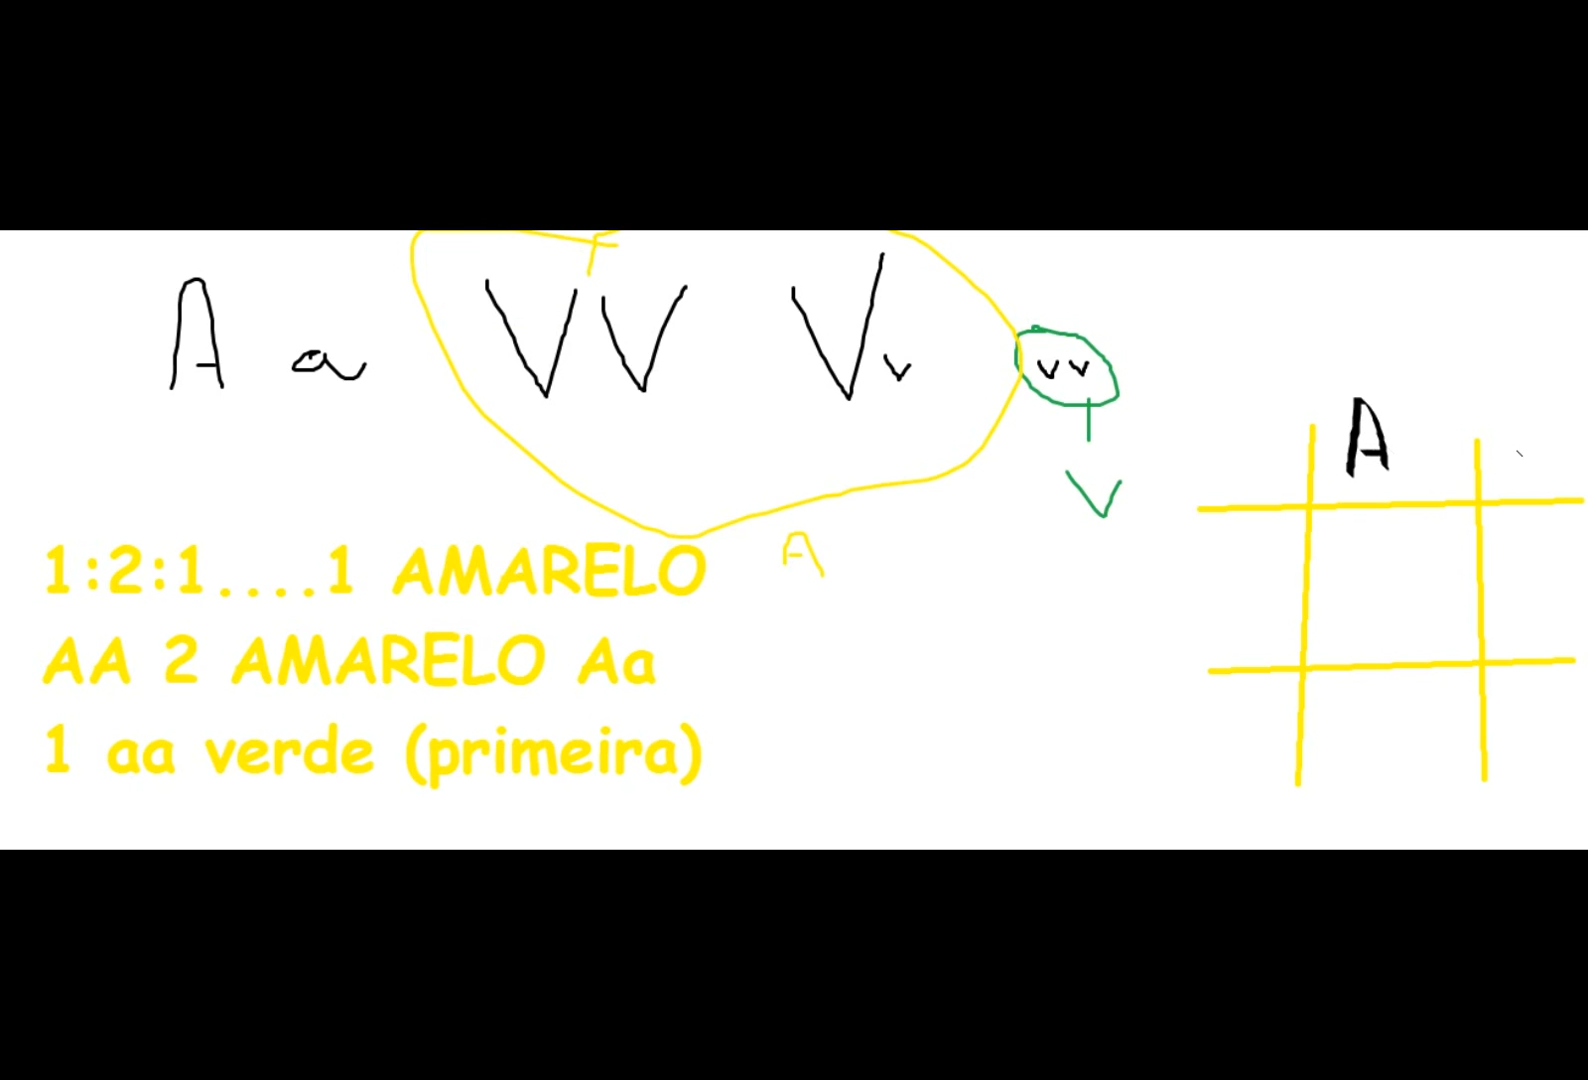 A a VV Vv vv
A
V
A
1:2:1....1 AMARELO
AA 2 AMARELO Aa
1 aa verde (primeira)